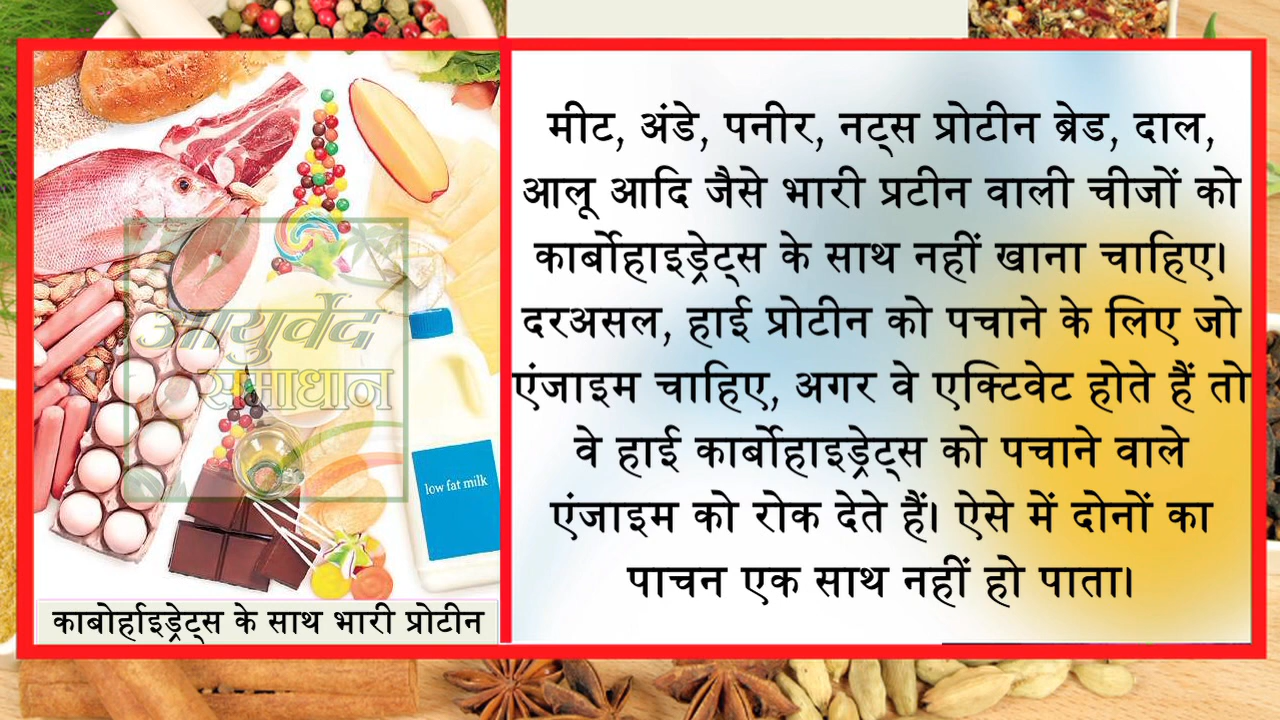 आयुर्वेद
समाधान
low fat milk
काबोर्हाइड्रेट्स के साथ भारी प्रोटीन
मीट, अंडे, पनीर, नट्स प्रोटीन ब्रेड, दाल,
आलू आदि जैसे भारी प्रटीन वाली चीजों को
कार्बोहाइड्रेट्स के साथ नहीं खाना चाहिए।
दरअसल, हाई प्रोटीन को पचाने के लिए जो
एंजाइम चाहिए, अगर वे एक्टिवेट होते हैं तो
वे हाई कार्बोहाइड्रेट्स को पचाने वाले
एंजाइम को रोक देते हैं। ऐसे में दोनों का
पाचन एक साथ नहीं हो पाता।